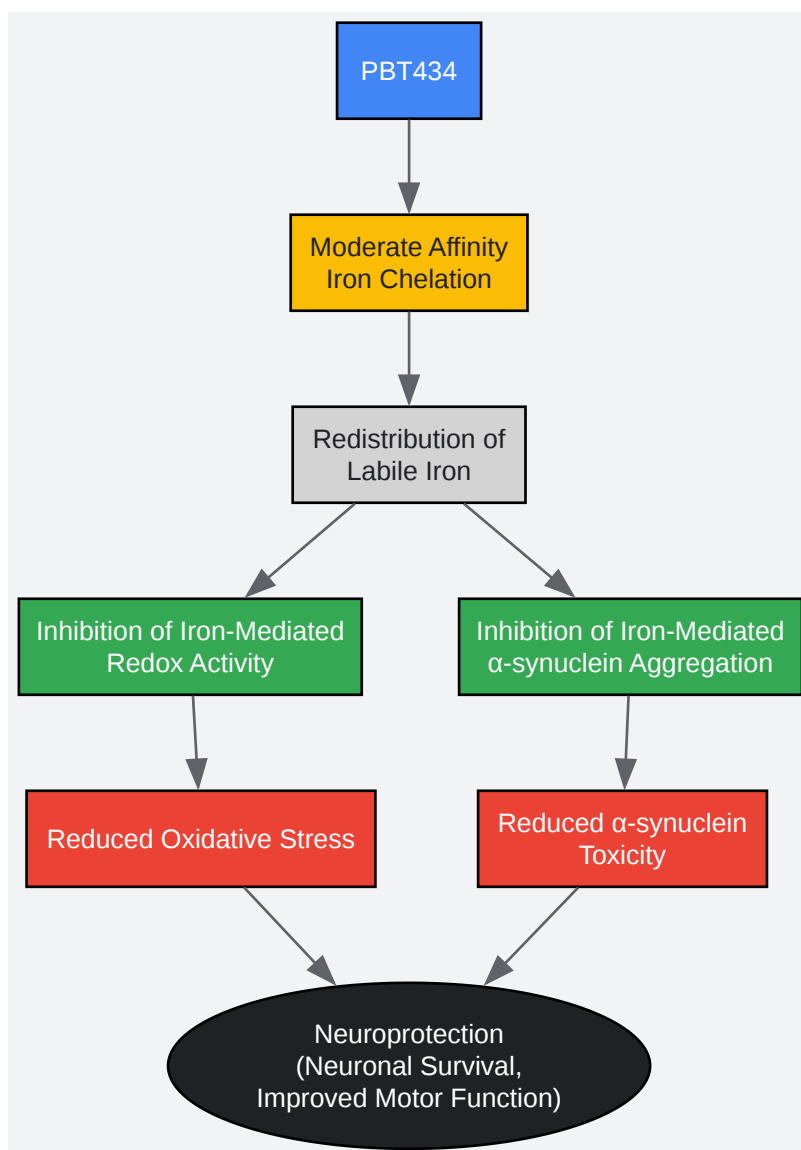 PBT434
Moderate Affinity
Iron Chelation
Redistribution of
Labile Iron
Inhibition of Iron-Mediated
Redox Activity
Inhibition of Iron-Mediated
α-synuclein Aggregation
Reduced Oxidative Stress
Reduced α-synuclein
Toxicity
Neuroprotection
(Neuronal Survival,
Improved Motor Function)